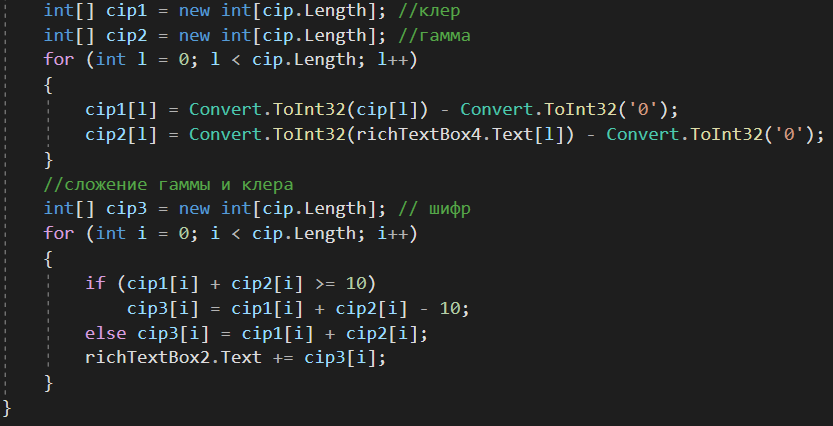 int[] cip1 = new int[cip.Length]; //клер
int[] cip2 = new int[cip.Length]; //гамма
for (int l = 0; l < cip.Length; l++)
{
cip1[l] = Convert.ToInt32(cip[l]) - Convert.ToInt32('0');
cip2[l] = Convert.ToInt32(richTextBox4.Text[l]) - Convert.ToInt32('0');
}
//сложение гаммы и клера
int[] cip3 = new int[cip.Length]; // шифр
for (int i = 0; i < cip.Length; i++)
{
if (cip1[i] + cip2[i] >= 10)
cip3[i] = cip1[i] + cip2[i] - 10;
else cip3[i] = cip1[i] + cip2[i];
richTextBox2.Text += cip3[i];
}
}